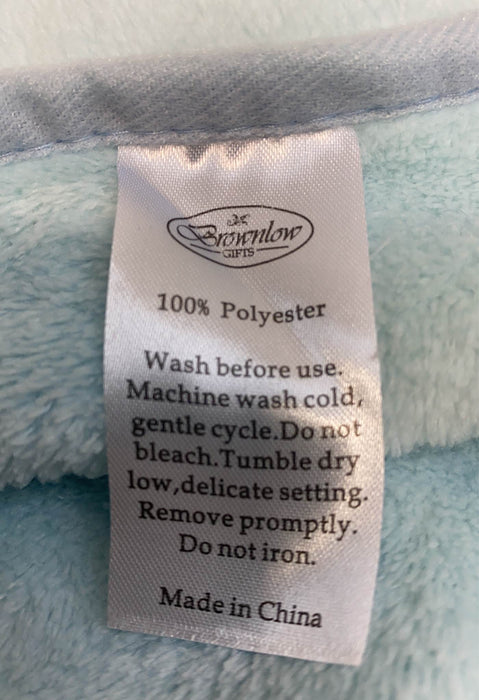 Brownlow
GIFTS
100% Polyester
Wash before use.
Machine wash cold,
gentle cycle.Do not
bleach.Tumble dry
low,delicate setting.
Remove promptly.
Do not iron.
Made in China